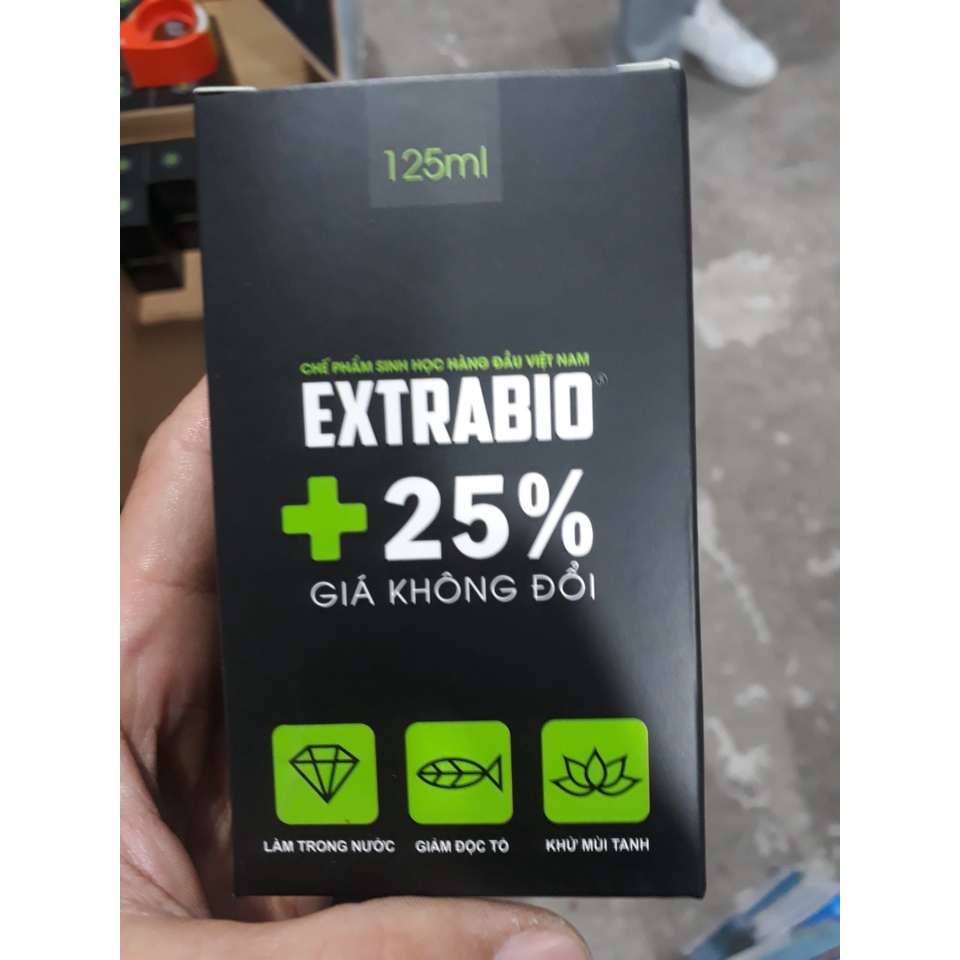 125ml
CHẾ PHẨM SINH HỌC HÀNG ĐẦU VIỆT NAM
EXTRABIO®
+25%
GIÁ KHÔNG ĐỔI
LÀM TRONG NƯỚC
GIẢM ĐỘC TỐ
KHỬ MÙI TANH